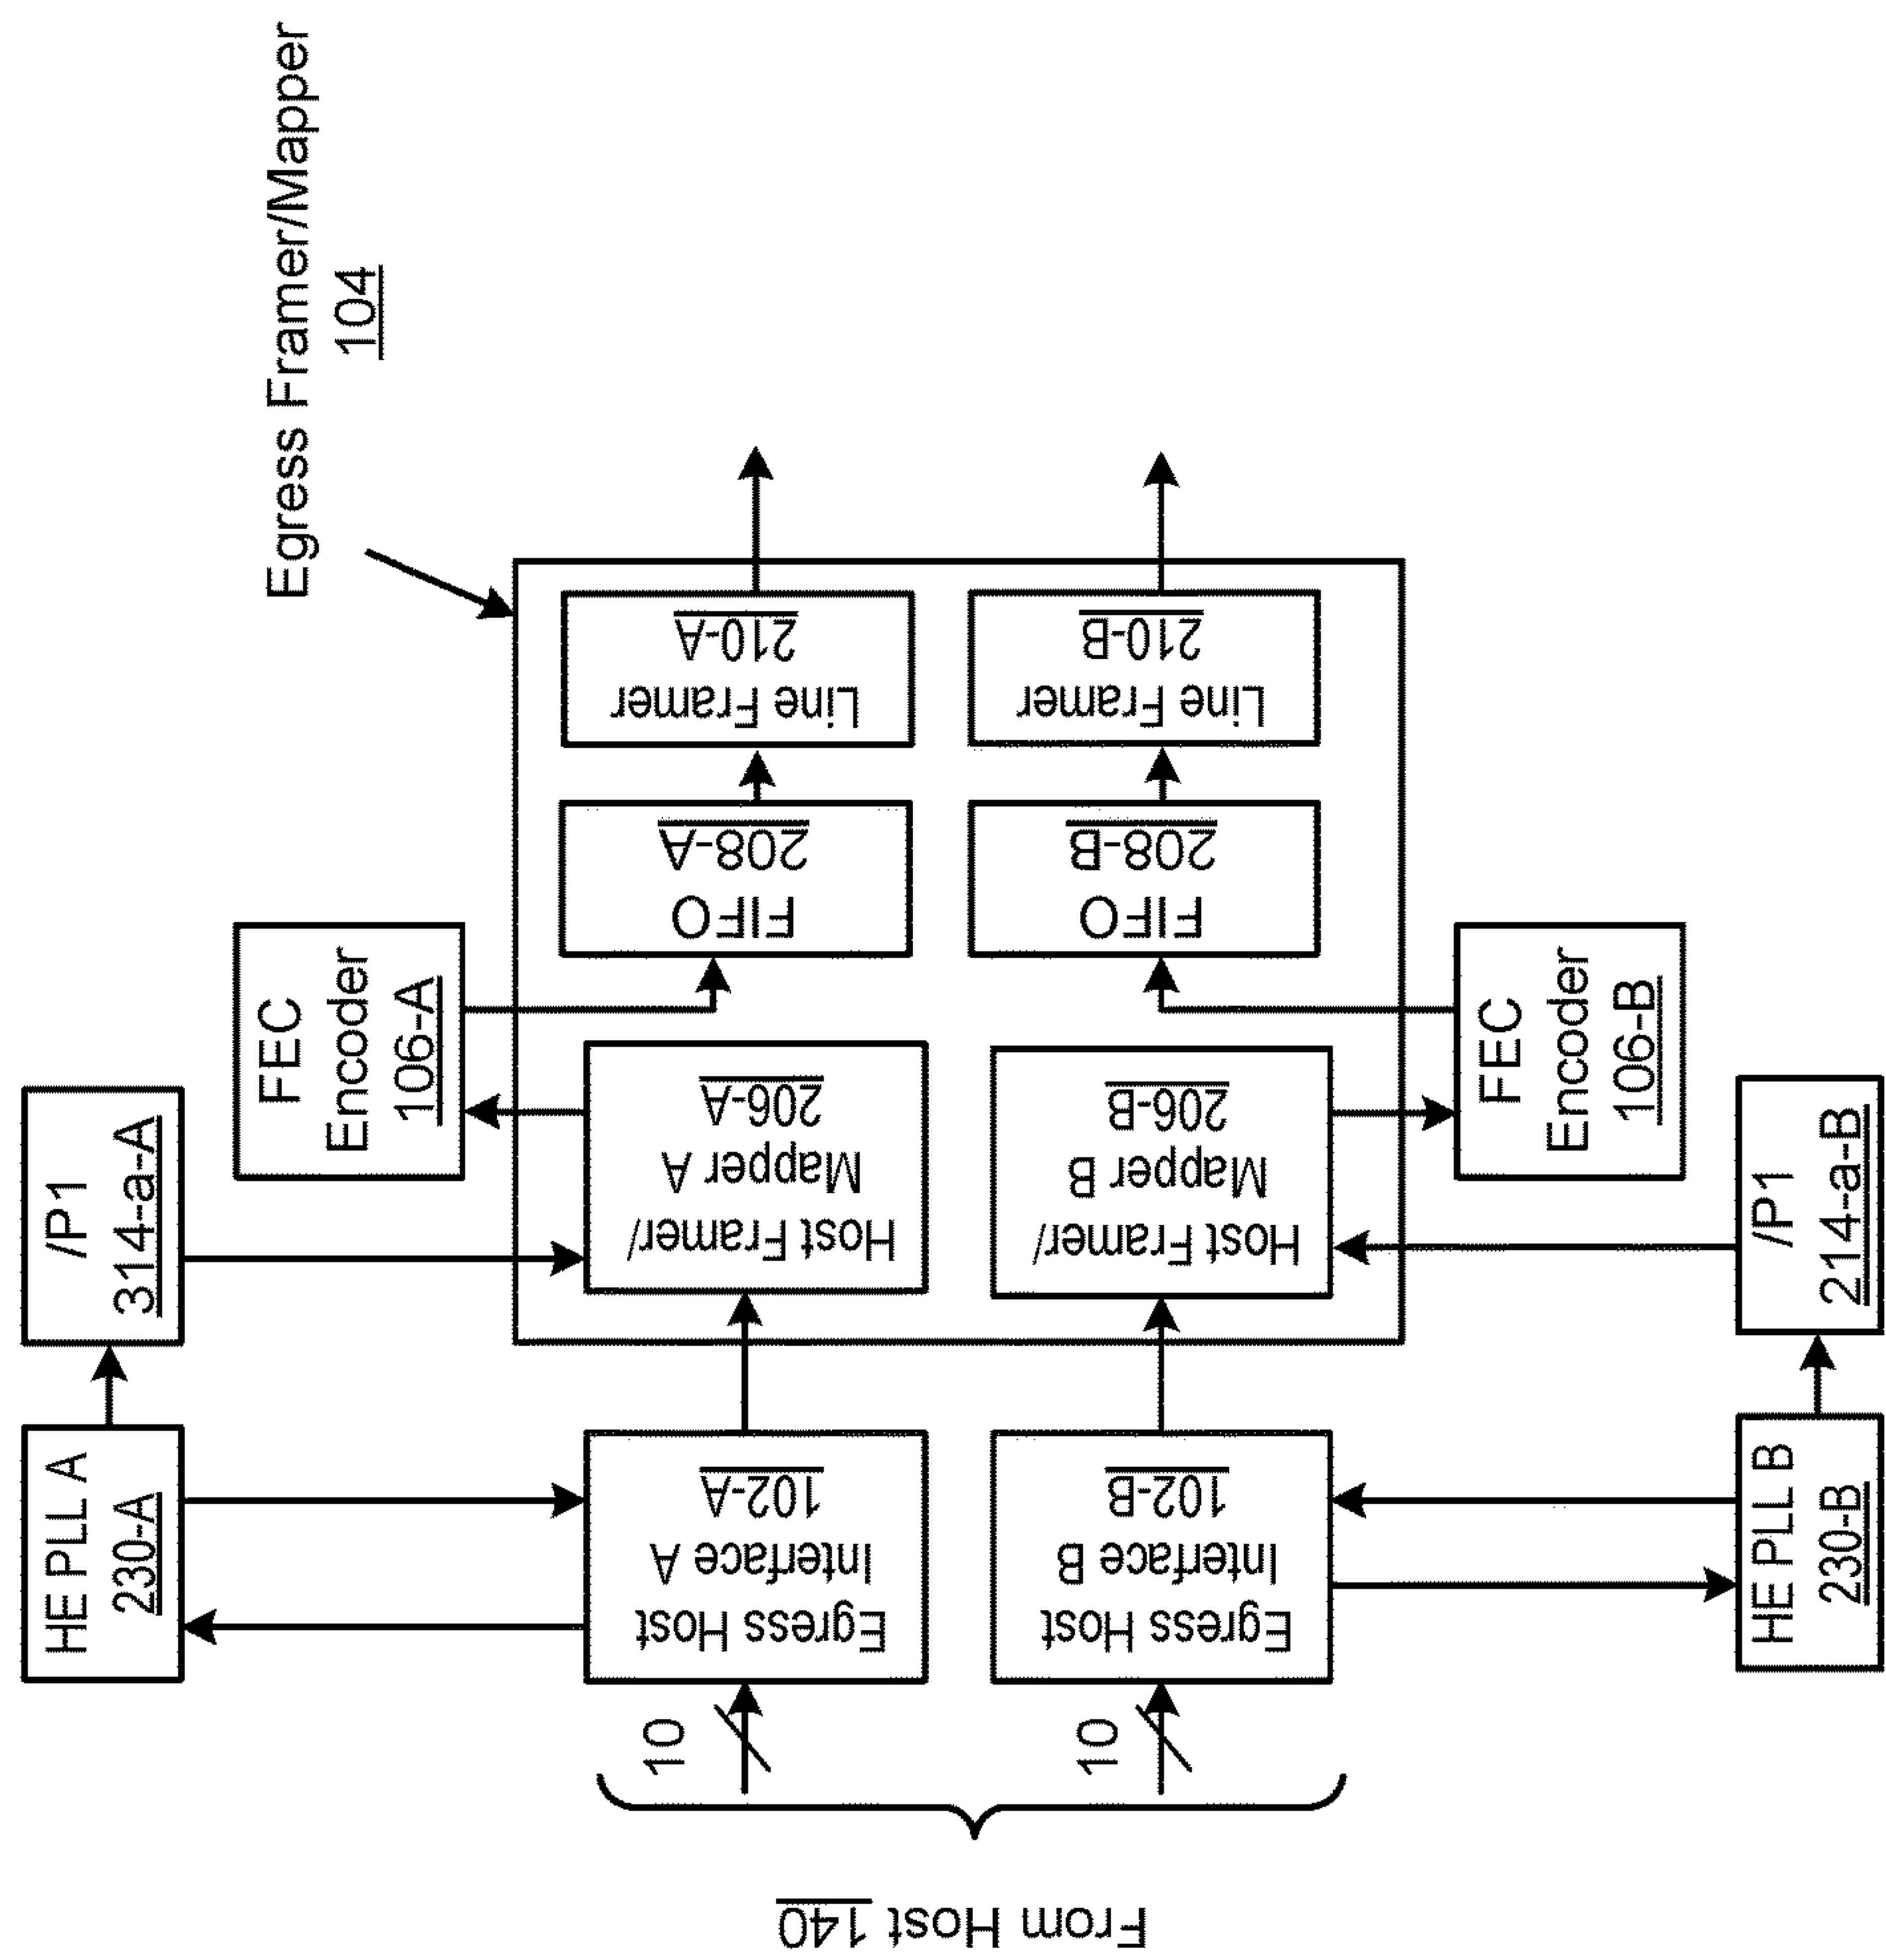 Egress Framer/Mapper
104
HE PLL A
230-A
/P1
314-a-A
FEC
Encoder
106-A
From Host 140
10
Egress Host
Interface A
102-A
Host Framer/
Mapper A
206-A
FIFO
208-A
Line Framer
210-A
10
Egress Host
Interface B
102-B
Host Framer/
Mapper B
206-B
FIFO
208-B
Line Framer
210-B
FEC
Encoder
106-B
HE PLL B
230-B
/P1
214-a-B